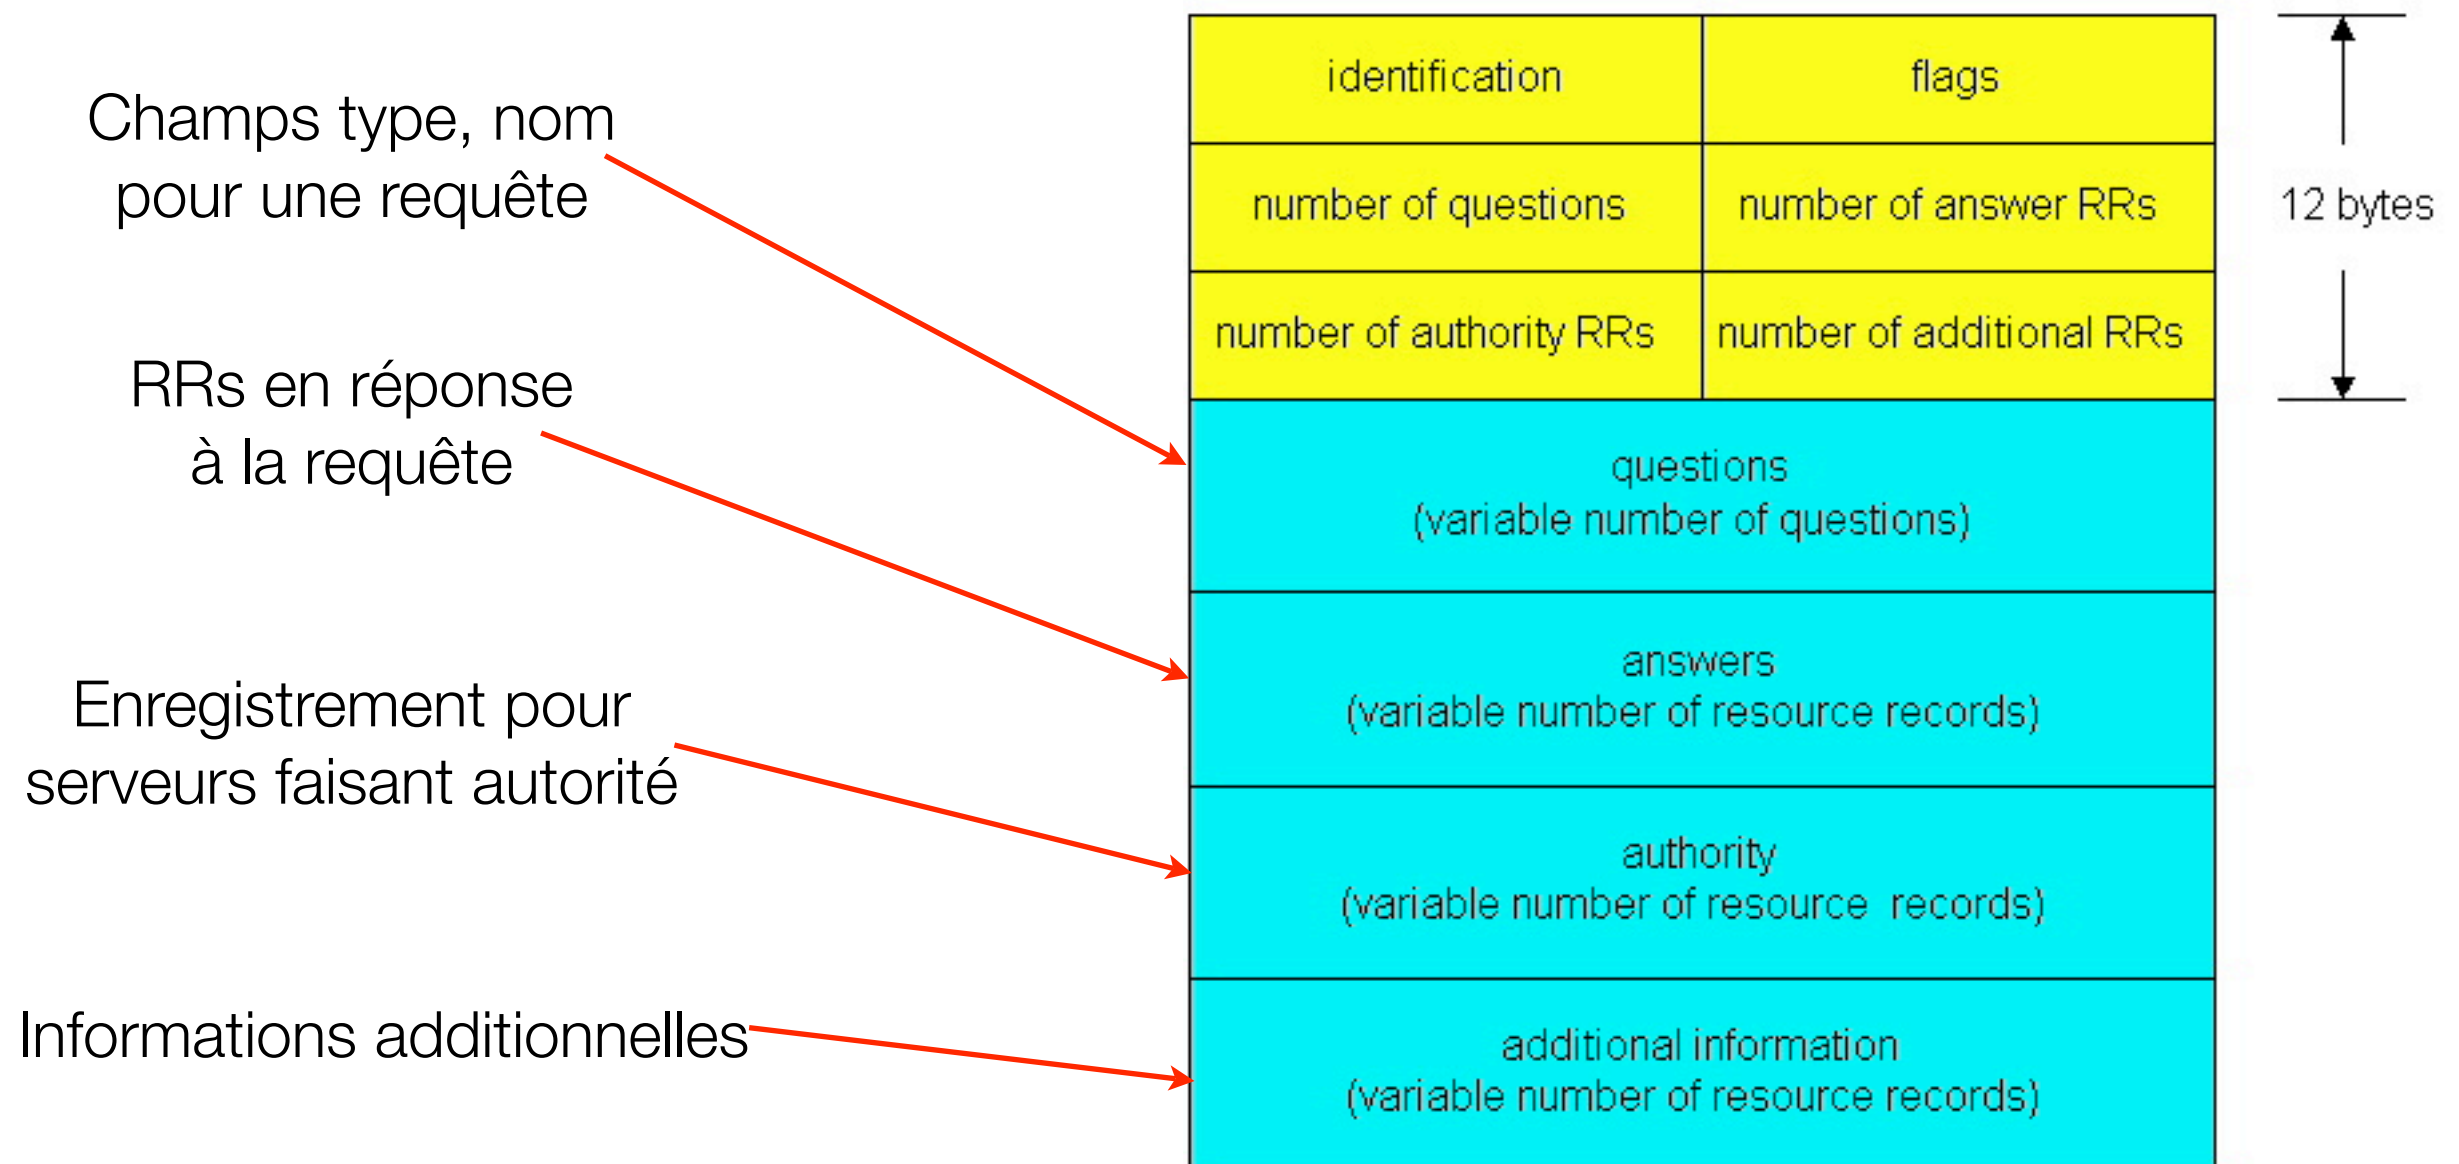 Champs type, nom
pour une requête
RRs en réponse
à la requête
Enregistrement pour
serveurs faisant autorité
Informations additionnelles
identification
flags
number of questions
number of answer RRs
number of authority RRs
number of additional RRs
12 bytes
questions
(variable number of questions)
answers
(variable number of resource records)
authority
(variable number of resource records)
additional information
(variable number of resource records)